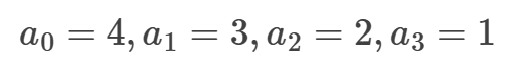 a₀ = 4, a₁ = 3, a₂ = 2, a₃ = 1